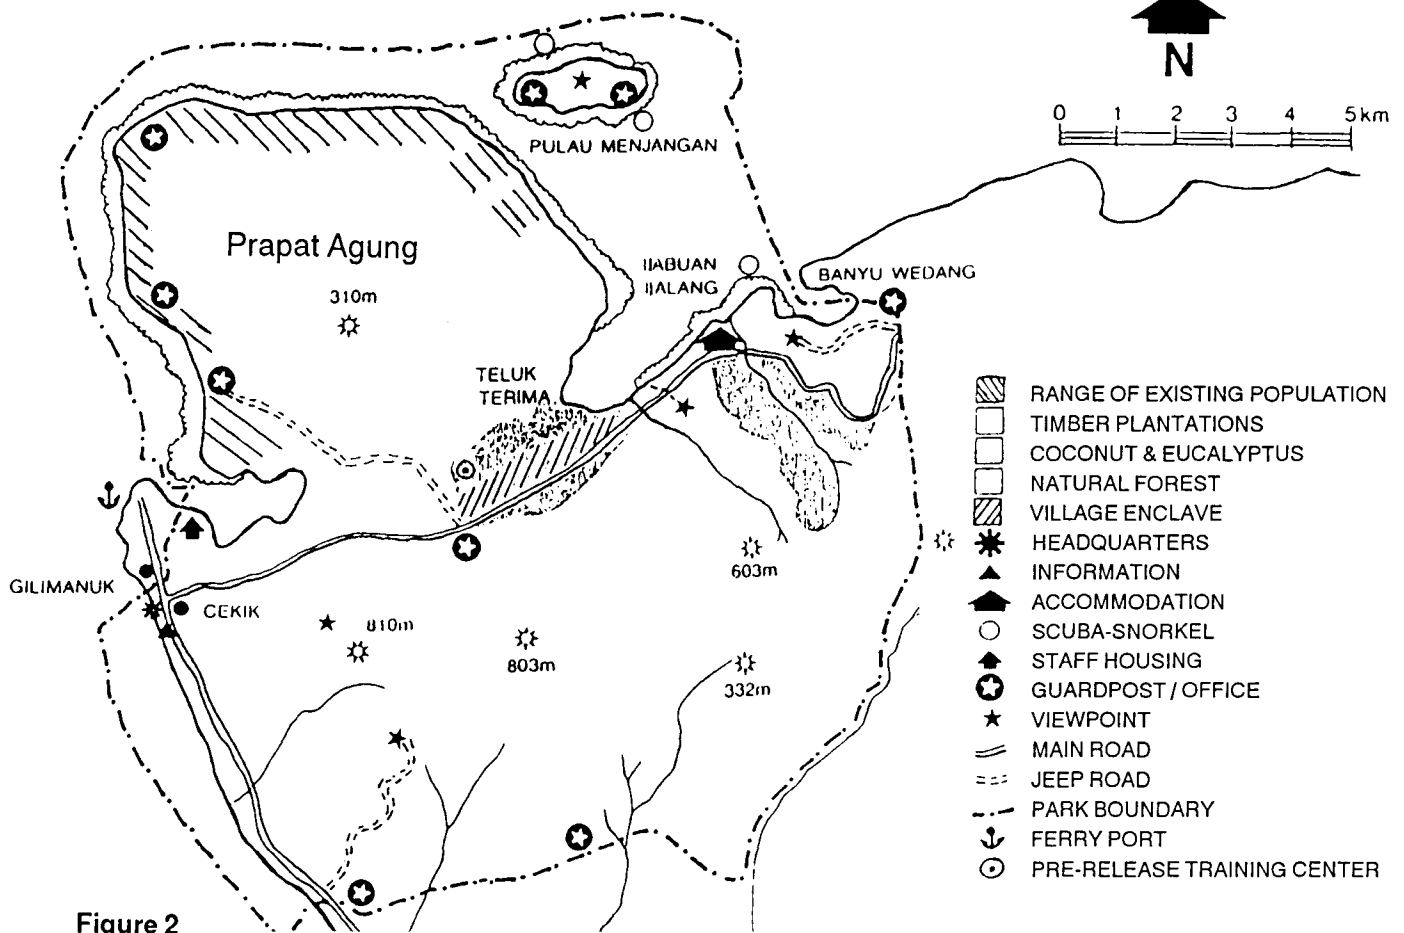 N
0 1 2 3 4 5 km
PULAU MENJANGAN
Prapat Agung
310m
BANYU WEDANG
TELUK
TERIMA
GILIMANUK
CEKIK
810m
803m
603m
332m
RANGE OF EXISTING POPULATION
TIMBER PLANTATIONS
COCONUT & EUCALYPTUS
NATURAL FOREST
VILLAGE ENCLAVE
HEADQUARTERS
INFORMATION
ACCOMMODATION
SCUBA-SNORKEL
STAFF HOUSING
GUARDPOST / OFFICE
VIEWPOINT
MAIN ROAD
JEEP ROAD
PARK BOUNDARY
FERRY PORT
PRE-RELEASE TRAINING CENTER
Figure 2